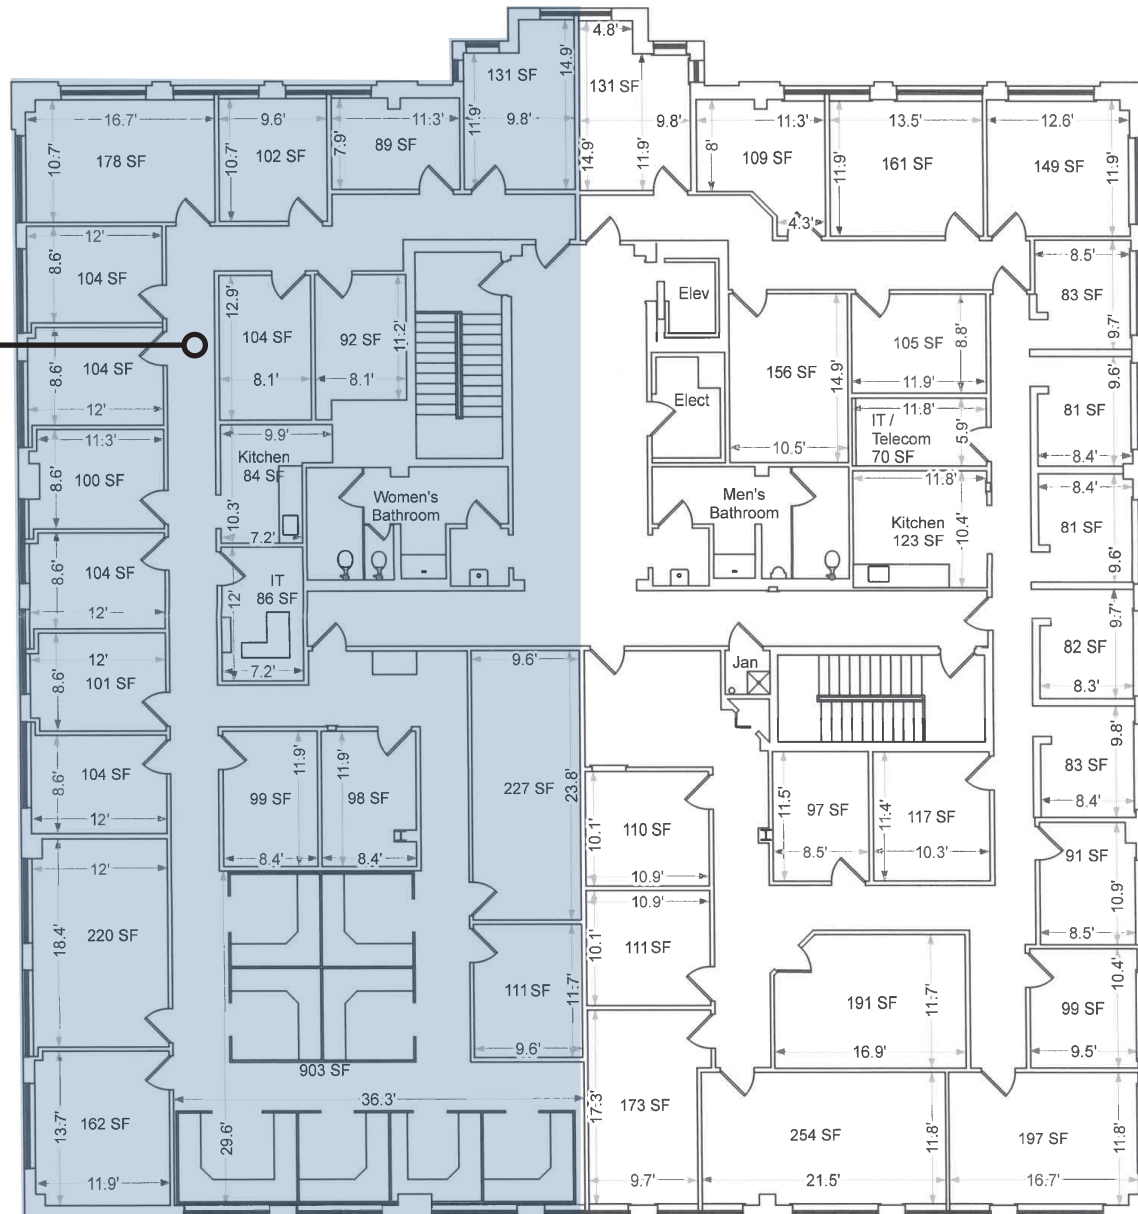 4.8'
131 SF
14.9'
11.9'
9.8'
131 SF
9.8'
14.9'
11.9'
16.7'
10.7'
178 SF
9.6'
102 SF
10.7'
11.3'
7.9'
89 SF
11.3'
8'
109 SF
4.3'
13.5'
161 SF
11.9'
12.6'
149 SF
11.9'
12'
8.6'
104 SF
8.6'
104 SF
12'
12.9'
104 SF
8.1'
92 SF
11.2'
8.1'
Elev
Elect
156 SF
14.9'
10.5'
105 SF
8.8'
11.9'
8.5'
83 SF
9.7'
9.6'
81 SF
8.4'
11.8'
IT /
Telecom
70 SF
5.9'
11.3'
8.6'
100 SF
9.9'
Kitchen
84 SF
10.3'
7.2'
Women's
Bathroom
Men's
Bathroom
11.8'
Kitchen
123 SF
10.4'
8.4'
81 SF
9.6'
8.6'
104 SF
12'
IT
86 SF
12'
7.2'
9.7'
82 SF
8.3'
12'
8.6'
101 SF
9.6'
227 SF
23.8'
Jan
9.8'
83 SF
8.4'
8.6'
104 SF
12'
11.9'
99 SF
8.4'
11.9'
98 SF
8.4'
10.1'
110 SF
10.9'
11.5'
97 SF
8.5'
11.4'
117 SF
10.3'
91 SF
10.9'
8.5'
12'
18.4'
220 SF
10.9'
10.1'
111 SF
111 SF
11.7'
9.6'
191 SF
11.7'
16.9'
10.4'
99 SF
9.5'
13.7'
162 SF
11.9'
903 SF
36.3'
29.6'
17.3'
173 SF
9.7'
254 SF
11.8'
21.5'
197 SF
11.8'
16.7'